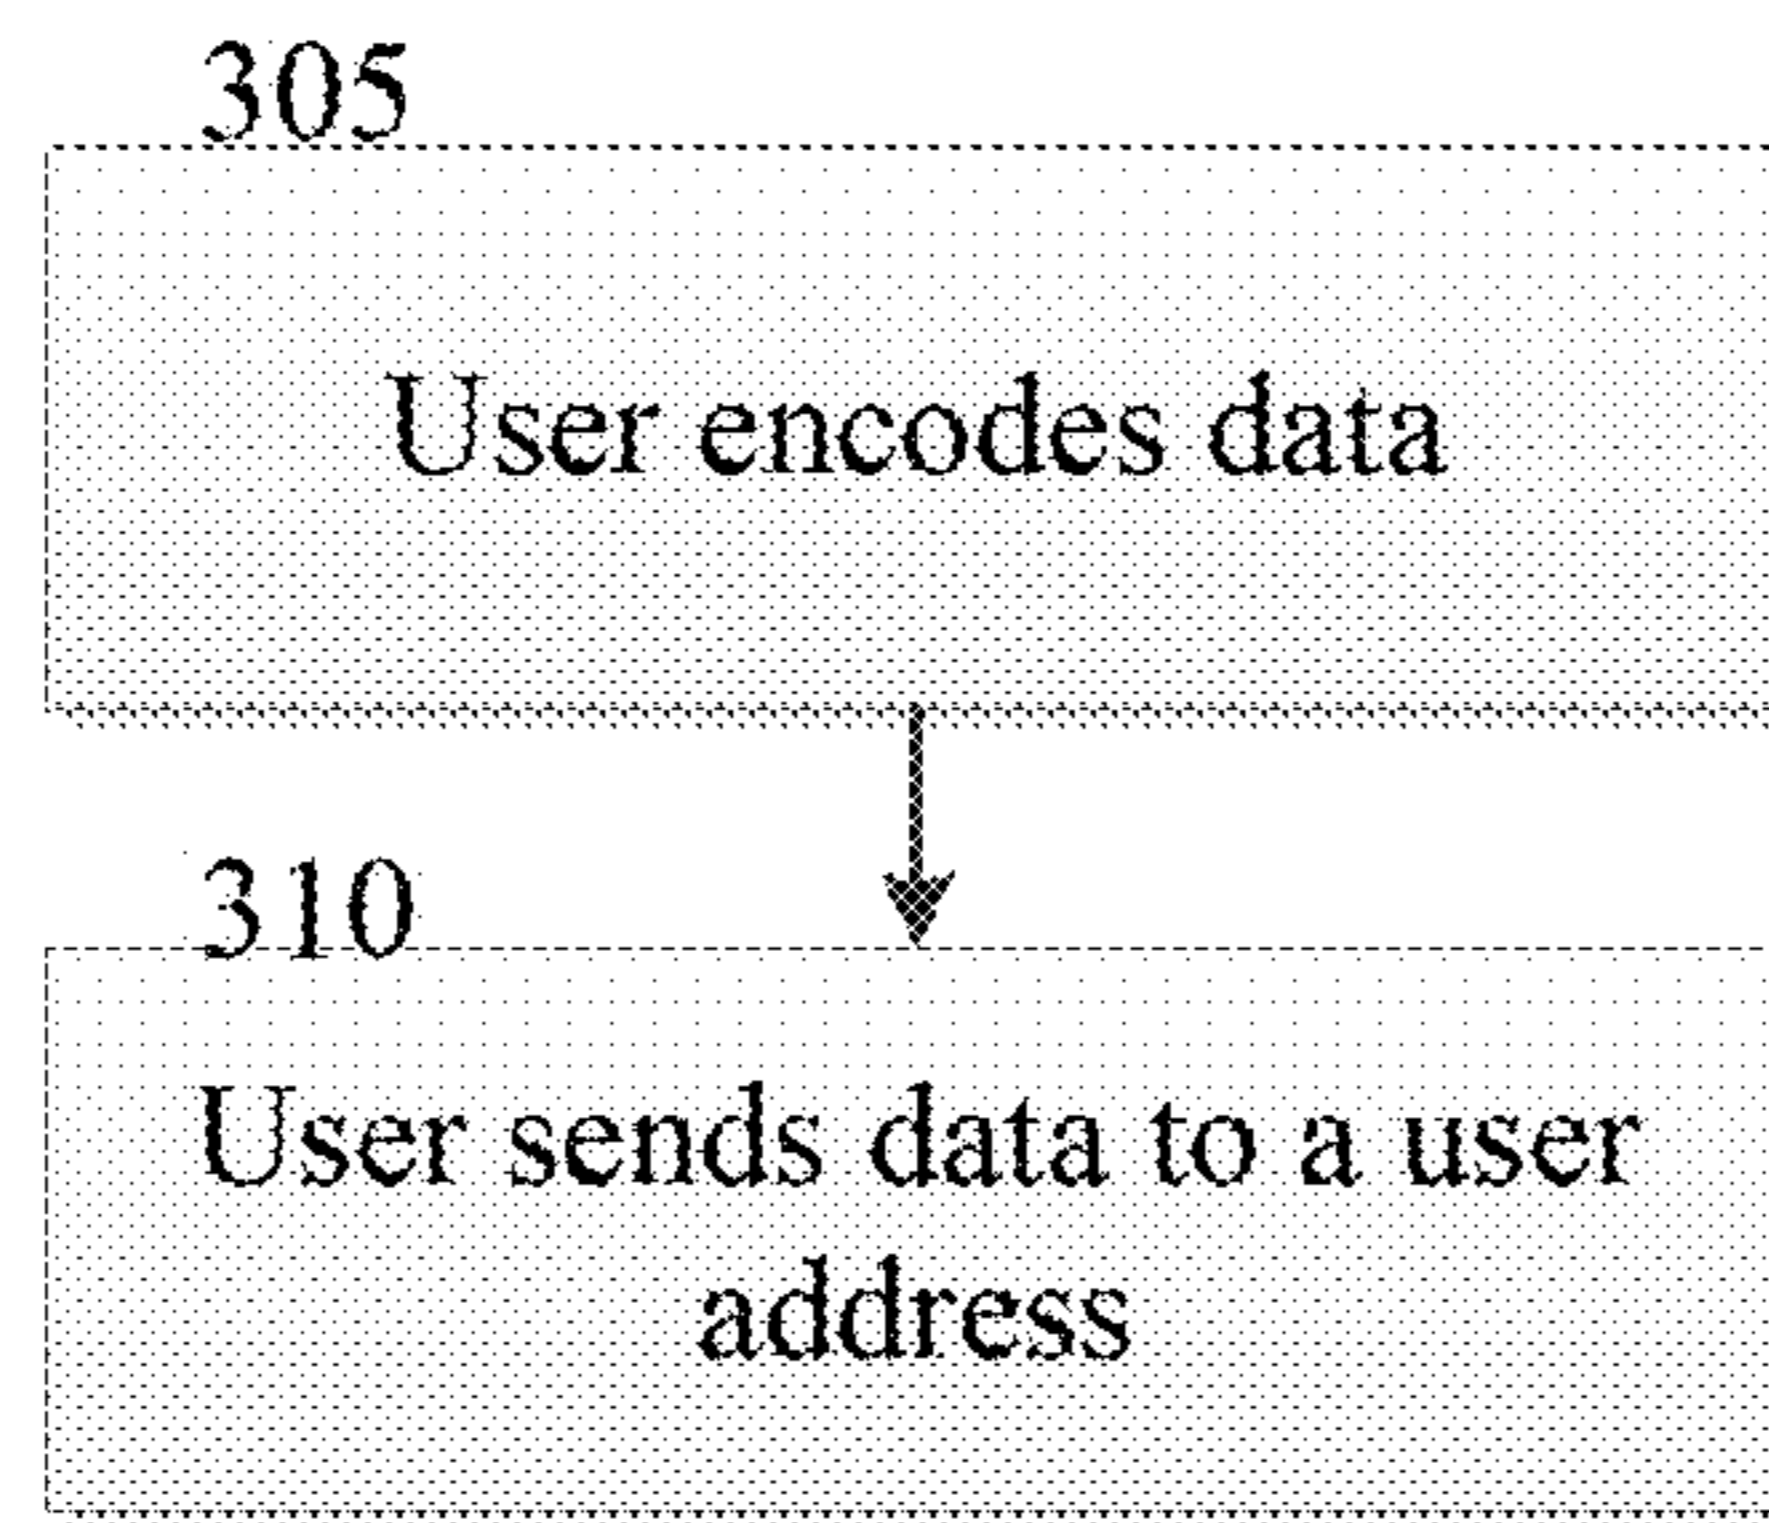 305
User encodes data
310
User sends data to a user
address